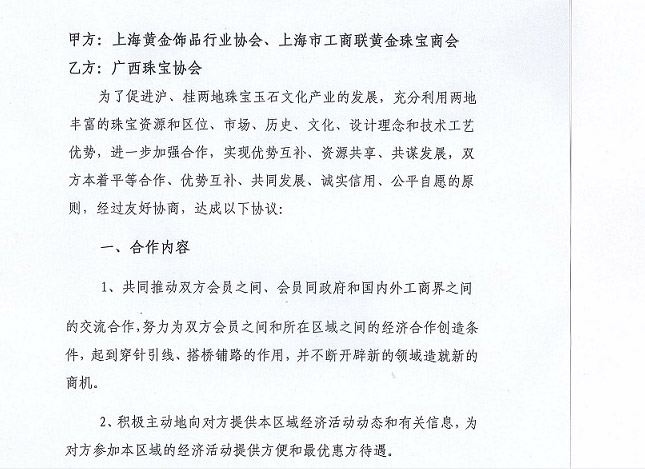 甲方：上海黄金饰品行业协会、上海市工商联黄金珠宝商会
乙方：广西珠宝协会
为了促进沪、桂两地珠宝玉石文化产业的发展，充分利用两地
丰富的珠宝资源和区位、市场、历史、文化、设计理念和技术工艺
优势，进一步加强合作，实现优势互补、资源共享、共谋发展，双
方本着平等合作、优势互补、共同发展、诚实信用、公平自愿的原
则，经过友好协商，达成以下协议：
一、合作内容
1、共同推动双方会员之间、会员同政府和国内外工商界之间
的交流合作，努力为双方会员之间和所在区域之间的经济合作创造条
件，起到穿针引线、搭桥铺路的作用，并不断开辟新的领域造就新的
商机。
2、积极主动地向对方提供本区域经济活动动态和有关信息，为
对方参加本区域的经济活动提供方便和最优惠方待遇。